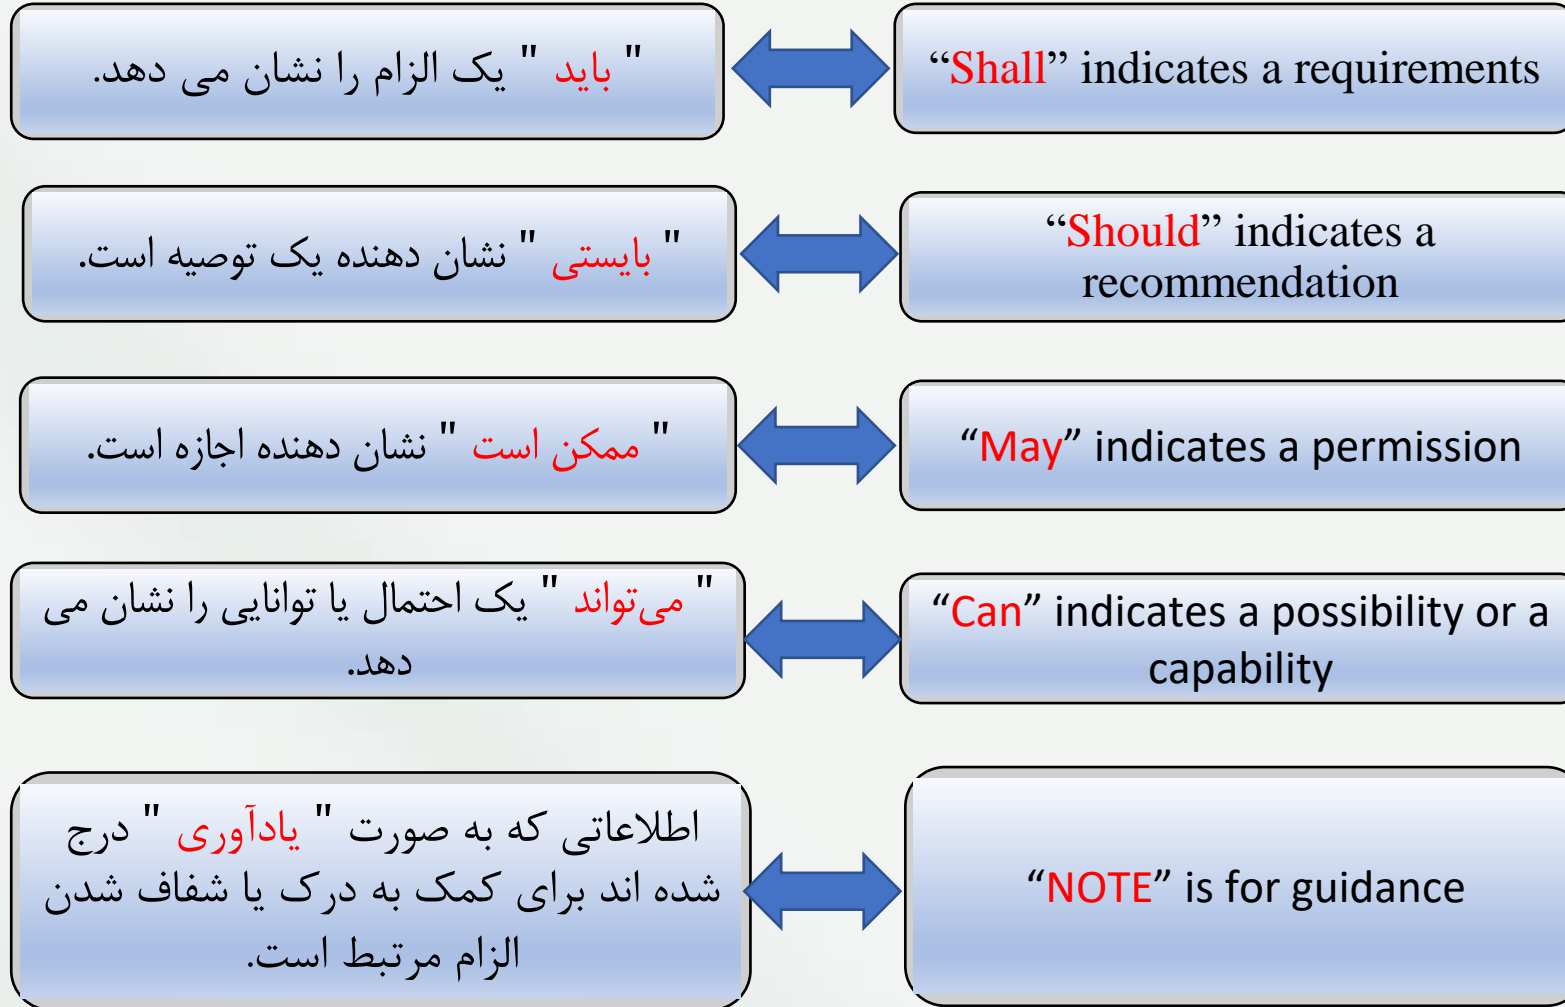 " باید " یک الزام را نشان می دهد.
“Shall” indicates a requirements
" بایستی " نشان دهنده یک توصیه است.
“Should” indicates a
recommendation
" ممکن است " نشان دهنده اجازه است.
“May” indicates a permission
" می‌تواند " یک احتمال یا توانایی را نشان می
دهد.
“Can” indicates a possibility or a
capability
اطلاعاتی که به صورت " یادآوری " درج
شده اند برای کمک به درک یا شفاف شدن
الزام مرتبط است.
“NOTE” is for guidance